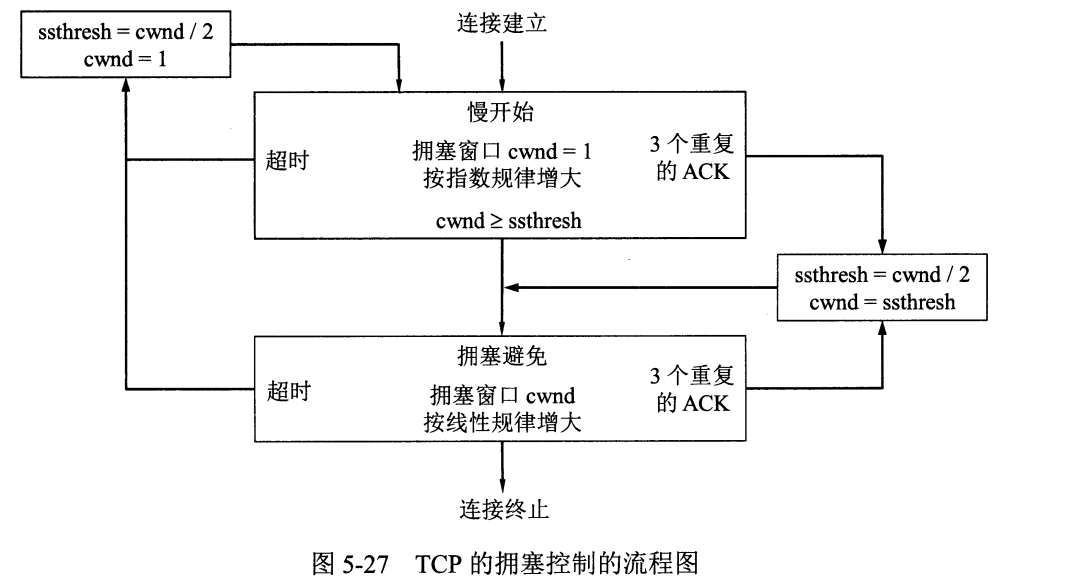 ssthresh = cwnd / 2
cwnd = 1
连接建立
慢开始
超时
拥塞窗口 cwnd = 1
按指数规律增大
3 个重复
的 ACK
cwnd ≥ ssthresh
ssthresh = cwnd / 2
cwnd = ssthresh
拥塞避免
超时
拥塞窗口 cwnd
按线性规律增大
3 个重复
的 ACK
连接终止
图 5-27 TCP 的拥塞控制的流程图